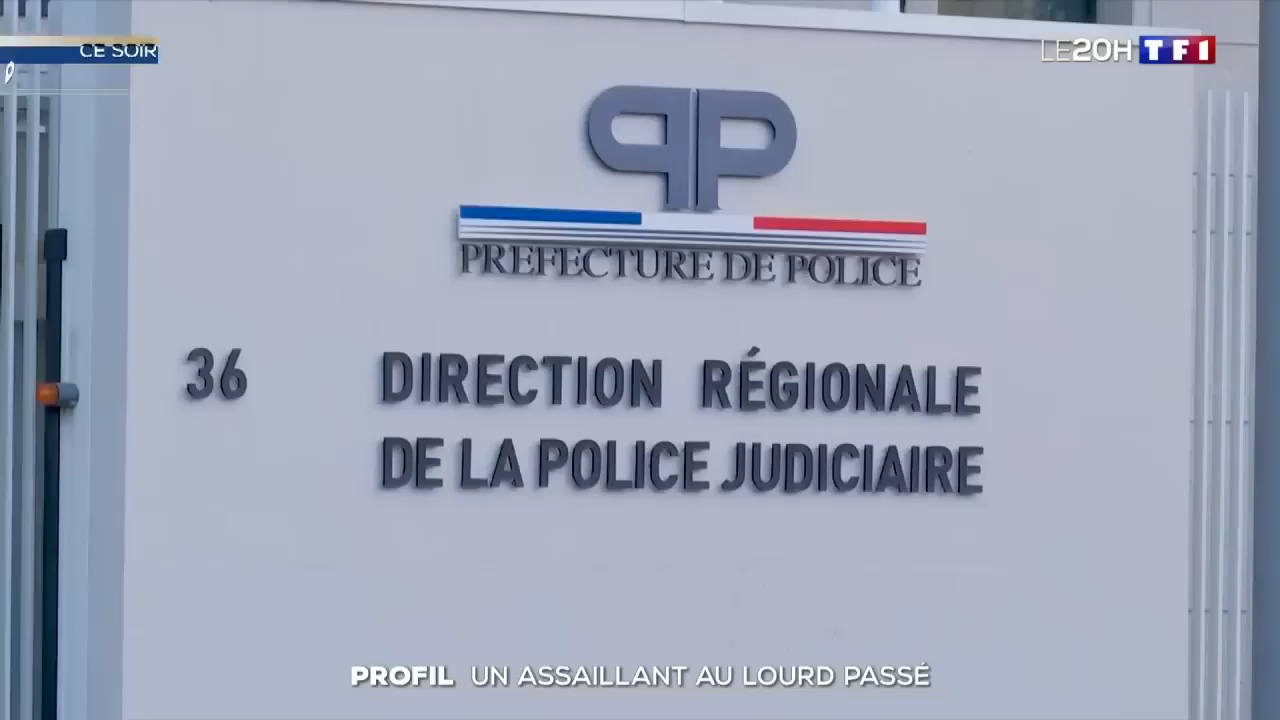 CE SOIR
LE20H TF1
PP
PREFECTURE DE POLICE
36 DIRECTION RÉGIONALE
DE LA POLICE JUDICIAIRE
PROFIL UN ASSAILLANT AU LOURD PASSÉ